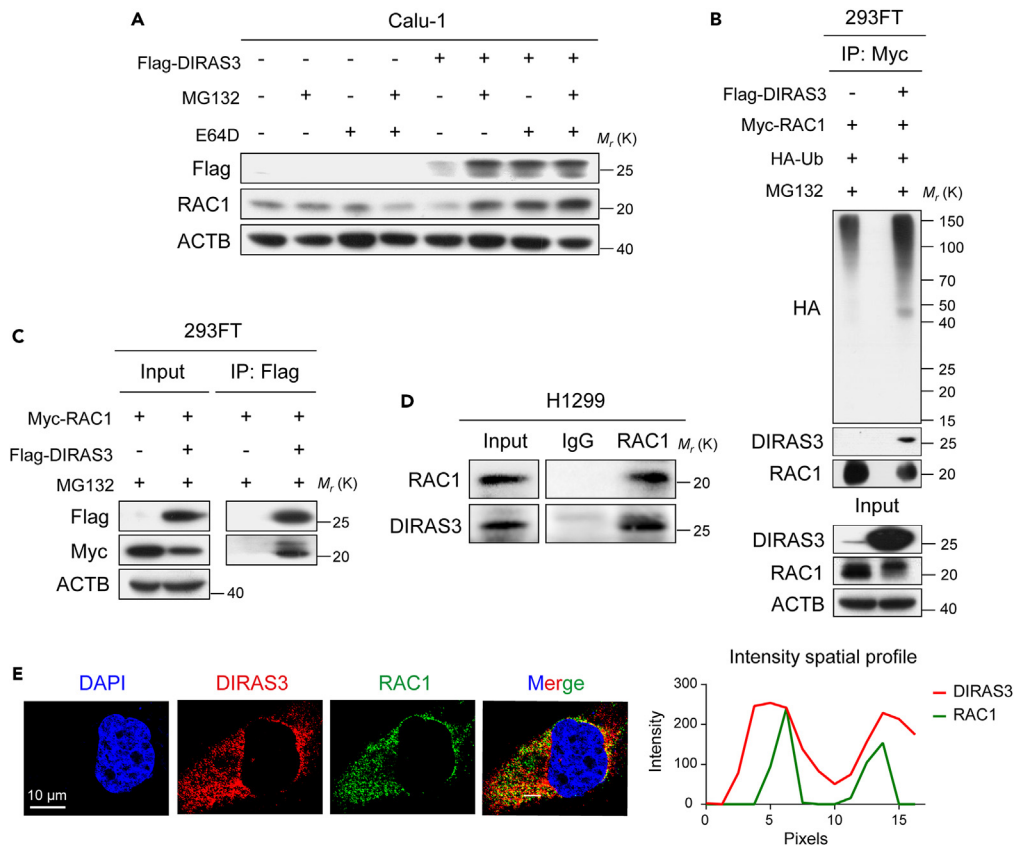 A
Calu-1
Flag-DIRAS3 - - - - + + + +
MG132 - + - + - + - +
E64D - - + + - - + + Mr (K)
Flag 25
RAC1 20
ACTB 40
B
293FT
IP: Myc
Flag-DIRAS3 - +
Myc-RAC1 + +
HA-Ub + +
MG132 + + Mr (K)
HA
150
100
70
50
40
25
20
15
DIRAS3 25
RAC1 20
Input
DIRAS3 25
RAC1 20
ACTB 40
C
293FT
Input IP: Flag
Myc-RAC1 + + + +
Flag-DIRAS3 - + - +
MG132 + + + + Mr (K)
Flag 25
Myc 20
ACTB 40
D
H1299
Input IgG RAC1 Mr (K)
RAC1 20
DIRAS3 25
E
DAPI DIRAS3 RAC1 Merge
10 μm
Intensity spatial profile
300
200
100
0
Intensity
0 5 10 15
Pixels
DIRAS3
RAC1